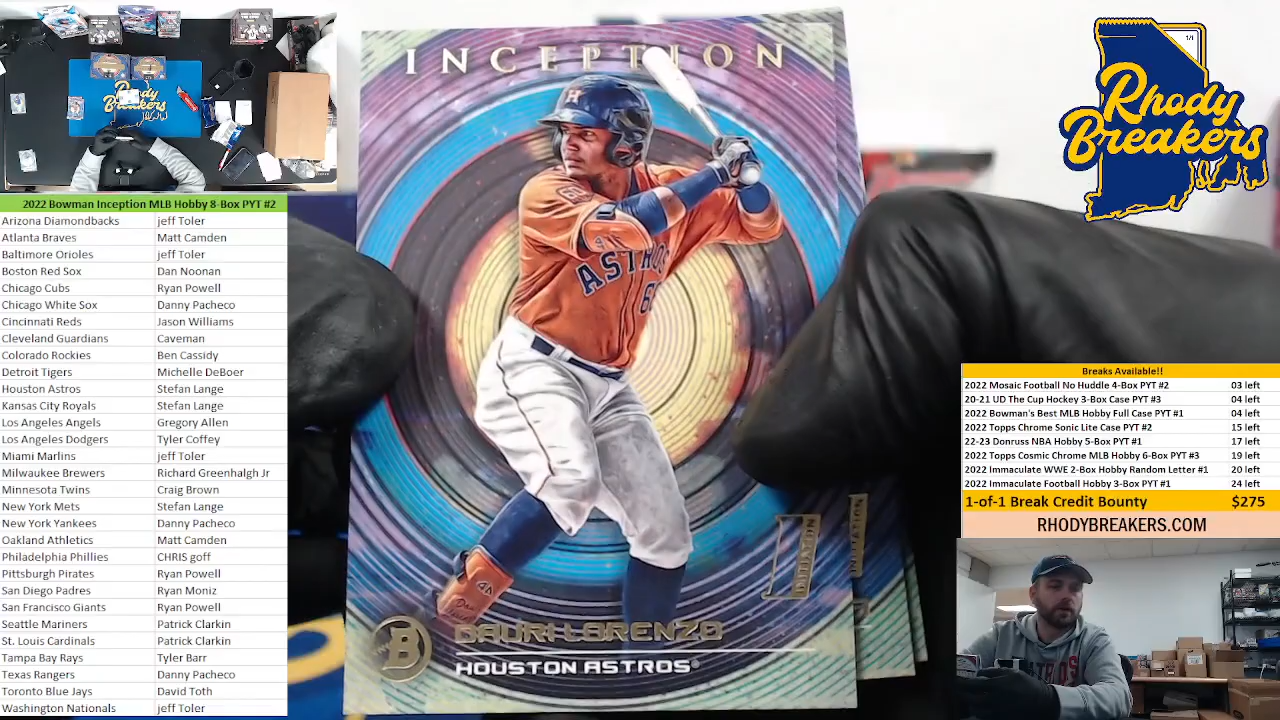 INCEPTION
H
ASTROS
INITIATION
INITIATION
B
DAURI LORENZO
HOUSTON ASTROS
1/1
Rhody
Breakers
Rhody
Breakers
2022 Bowman Inception MLB Hobby 8-Box PYT #2
Arizona Diamondbacks jeff Toler
Atlanta Braves Matt Camden
Baltimore Orioles jeff Toler
Boston Red Sox Dan Noonan
Chicago Cubs Ryan Powell
Chicago White Sox Danny Pacheco
Cincinnati Reds Jason Williams
Cleveland Guardians Caveman
Colorado Rockies Ben Cassidy
Detroit Tigers Michelle DeBoer
Houston Astros Stefan Lange
Kansas City Royals Stefan Lange
Los Angeles Angels Gregory Allen
Los Angeles Dodgers Tyler Coffey
Miami Marlins jeff Toler
Milwaukee Brewers Richard Greenhalgh Jr
Minnesota Twins Craig Brown
New York Mets Stefan Lange
New York Yankees Danny Pacheco
Oakland Athletics Matt Camden
Philadelphia Phillies CHRIS goff
Pittsburgh Pirates Ryan Powell
San Diego Padres Ryan Moniz
San Francisco Giants Ryan Powell
Seattle Mariners Patrick Clarkin
St. Louis Cardinals Patrick Clarkin
Tampa Bay Rays Tyler Barr
Texas Rangers Danny Pacheco
Toronto Blue Jays David Toth
Washington Nationals jeff Toler
Breaks Available!!
2022 Mosaic Football No Huddle 4-Box PYT #2 03 left
20-21 UD The Cup Hockey 3-Box Case PYT #3 04 left
2022 Bowman's Best MLB Hobby Full Case PYT #1 04 left
2022 Topps Chrome Sonic Lite Case PYT #2 15 left
22-23 Donruss NBA Hobby 5-Box PYT #1 17 left
2022 Topps Cosmic Chrome MLB Hobby 6-Box PYT #3 19 left
2022 Immaculate WWE 2-Box Hobby Random Letter #1 20 left
2022 Immaculate Football Hobby 3-Box PYT #1 24 left
1-of-1 Break Credit Bounty $275
RHODYBREAKERS.COM